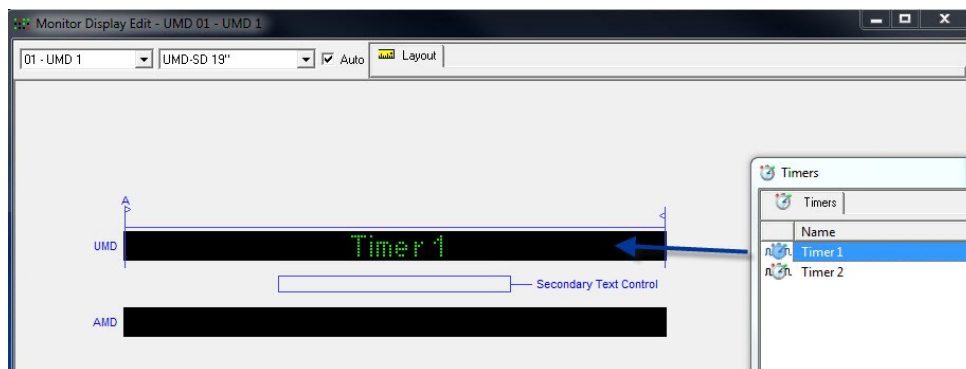 Monitor Display Edit - UMD 01 - UMD 1
01 - UMD 1 UMD-SD 19" Auto Layout
Timers
Timers
A
Name
UMD Timer 1 Timer 1
Timer 2
Secondary Text Control
AMD